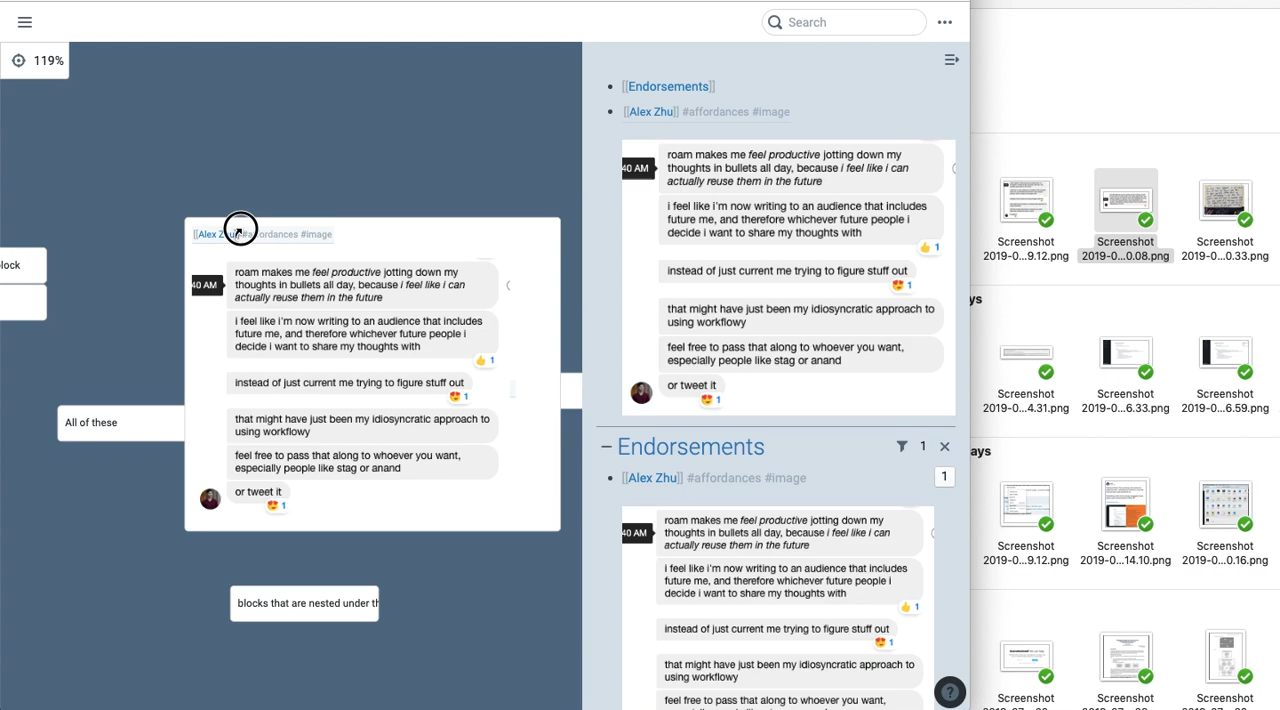 Search
119%
[[Endorsements]]
[[Alex Zhu]] #affordances #image
40 AM
roam makes me feel productive jotting down my
thoughts in bullets all day, because i feel like i can
actually reuse them in the future
i feel like i'm now writing to an audience that includes
future me, and therefore whichever future people i
decide i want to share my thoughts with
1
instead of just current me trying to figure stuff out
1
that might have just been my idiosyncratic approach to
using workflowy
feel free to pass that along to whoever you want,
especially people like stag or anand
or tweet it
1
Endorsements
1
[[Alex Zhu]] #affordances #image
1
40 AM
roam makes me feel productive jotting down my
thoughts in bullets all day, because i feel like i can
actually reuse them in the future
i feel like i'm now writing to an audience that includes
future me, and therefore whichever future people i
decide i want to share my thoughts with
1
instead of just current me trying to figure stuff out
1
that might have just been my idiosyncratic approach to
using workflowy
feel free to pass that along to whoever you want,
lock
All of these
[[Alex Zhu]] #affordances #image
40 AM
roam makes me feel productive jotting down my
thoughts in bullets all day, because i feel like i can
actually reuse them in the future
i feel like i'm now writing to an audience that includes
future me, and therefore whichever future people i
decide i want to share my thoughts with
1
instead of just current me trying to figure stuff out
1
that might have just been my idiosyncratic approach to
using workflowy
feel free to pass that along to whoever you want,
especially people like stag or anand
or tweet it
1
blocks that are nested under th
?
Screenshot
2019-0...9.12.png
Screenshot
2019-0...0.08.png
Screenshot
2019-0...0.33.png
ys
Screenshot
2019-0...4.31.png
Screenshot
2019-0...6.33.png
Screenshot
2019-0...6.59.png
ays
Screenshot
2019-0...9.12.png
Screenshot
2019-0...14.10.png
Screenshot
2019-0...0.16.png
Screenshot
Screenshot
Screenshot